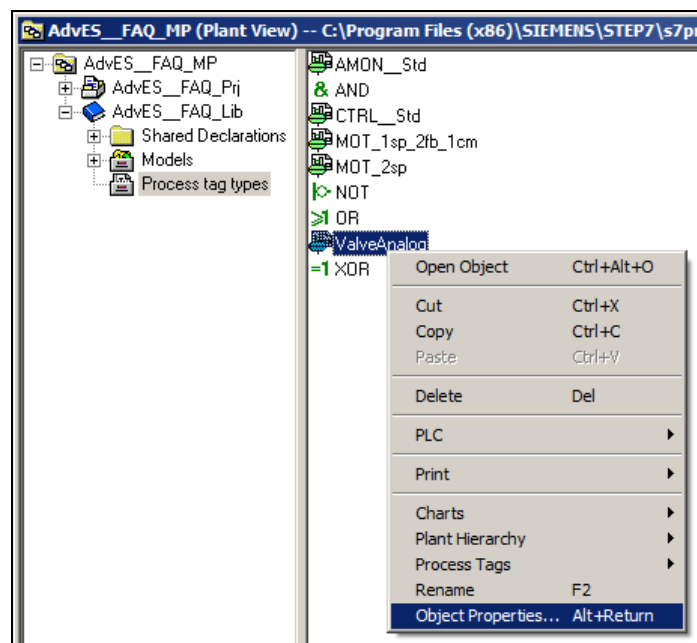 AdvES__FAQ_MP (Plant View) -- C:\Program Files (x86)\SIEMENS\STEP7\s7pr
AdvES__FAQ_MP
AdvES__FAQ_Prj
AdvES__FAQ_Lib
Shared Declarations
Models
Process tag types
AMON__Std
& AND
CTRL__Std
MOT_1sp_2fb_1cm
MOT_2sp
NOT
≥1 OR
ValveAnalog
=1 XOR
Open Object Ctrl+Alt+O
Cut Ctrl+X
Copy Ctrl+C
Paste Ctrl+V
Delete Del
PLC
Print
Charts
Plant Hierarchy
Process Tags
Rename F2
Object Properties... Alt+Return